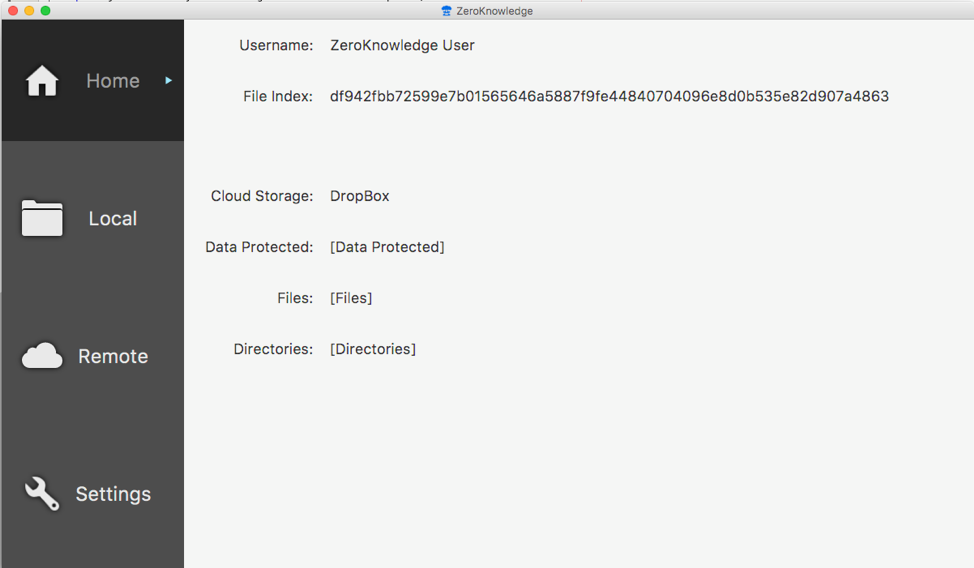 ZeroKnowledge
Home
Local
Remote
Settings
Username: ZeroKnowledge User
File Index: df942fbb72599e7b01565646a5887f9fe44840704096e8d0b535e82d907a4863
Cloud Storage: DropBox
Data Protected: [Data Protected]
Files: [Files]
Directories: [Directories]